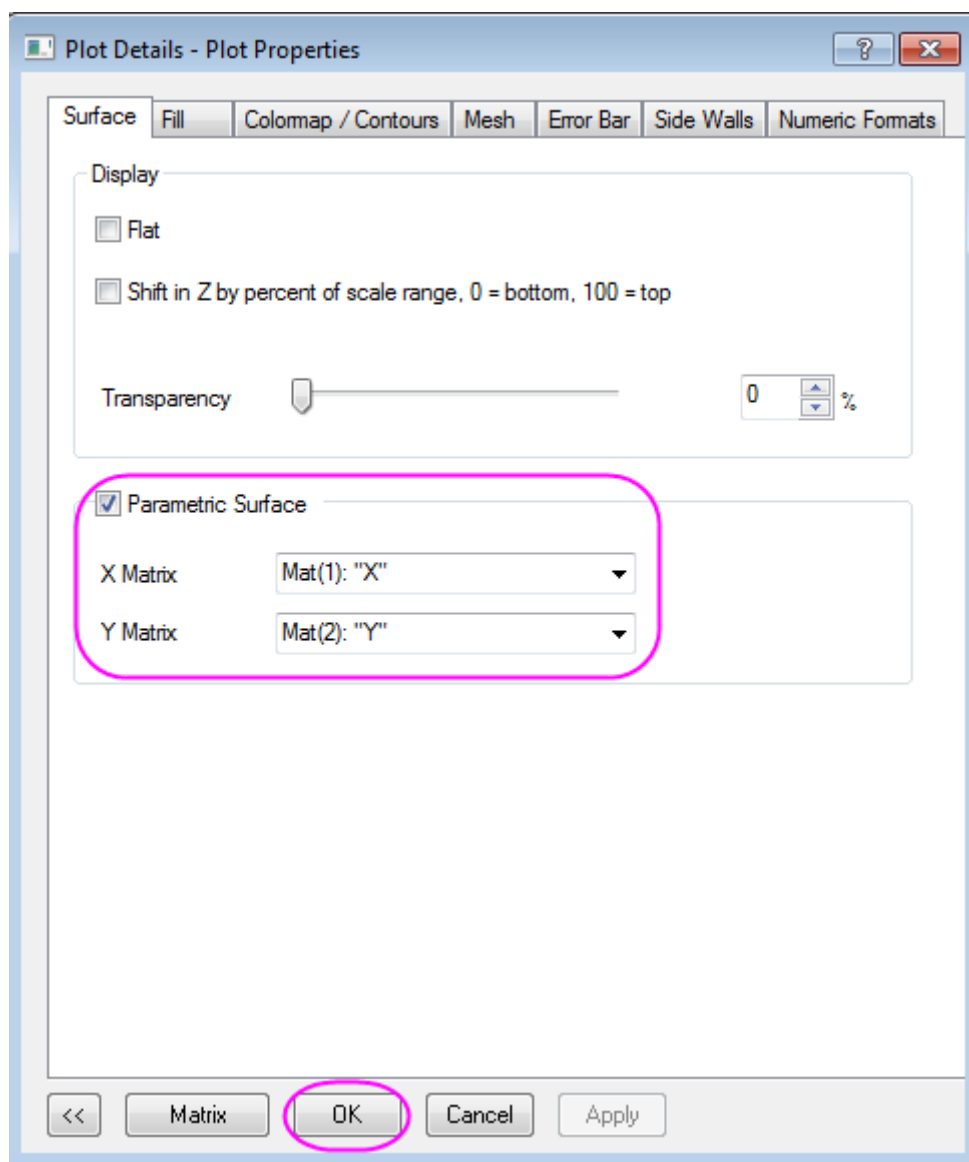 Plot Details - Plot Properties
?
Surface Fill Colormap / Contours Mesh Error Bar Side Walls Numeric Formats
Display
Flat
Shift in Z by percent of scale range, 0 = bottom, 100 = top
Transparency 0 %
Parametric Surface
X Matrix Mat(1): "X"
Y Matrix Mat(2): "Y"
<< Matrix OK Cancel Apply